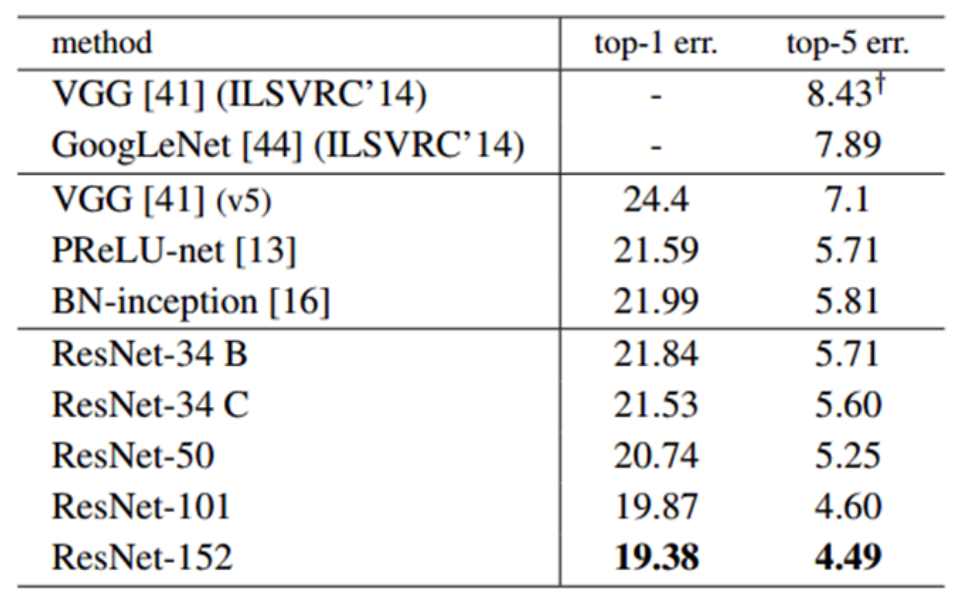 method top-1 err. top-5 err.
VGG [41] (ILSVRC’14) - 8.43†
GoogLeNet [44] (ILSVRC’14) - 7.89
VGG [41] (v5) 24.4 7.1
PReLU-net [13] 21.59 5.71
BN-inception [16] 21.99 5.81
ResNet-34 B 21.84 5.71
ResNet-34 C 21.53 5.60
ResNet-50 20.74 5.25
ResNet-101 19.87 4.60
ResNet-152 19.38 4.49